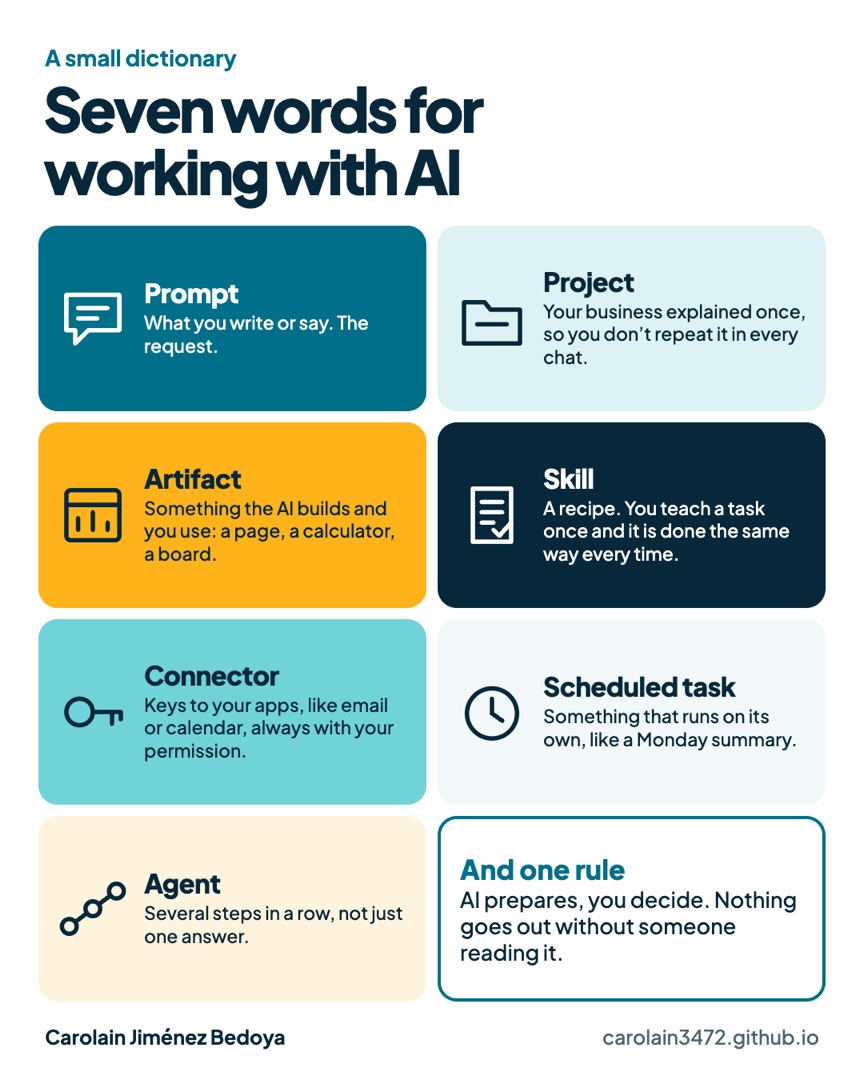 A small dictionary
Seven words for
working with AI
Prompt
What you write or say. The
request.
Project
Your business explained once,
so you don’t repeat it in every
chat.
Artifact
Something the AI builds and
you use: a page, a calculator,
a board.
Skill
A recipe. You teach a task
once and it is done the same
way every time.
Connector
Keys to your apps, like email
or calendar, always with your
permission.
Scheduled task
Something that runs on its
own, like a Monday summary.
Agent
Several steps in a row, not just
one answer.
And one rule
AI prepares, you decide. Nothing
goes out without someone
reading it.
Carolain Jiménez Bedoya
carolain3472.github.io